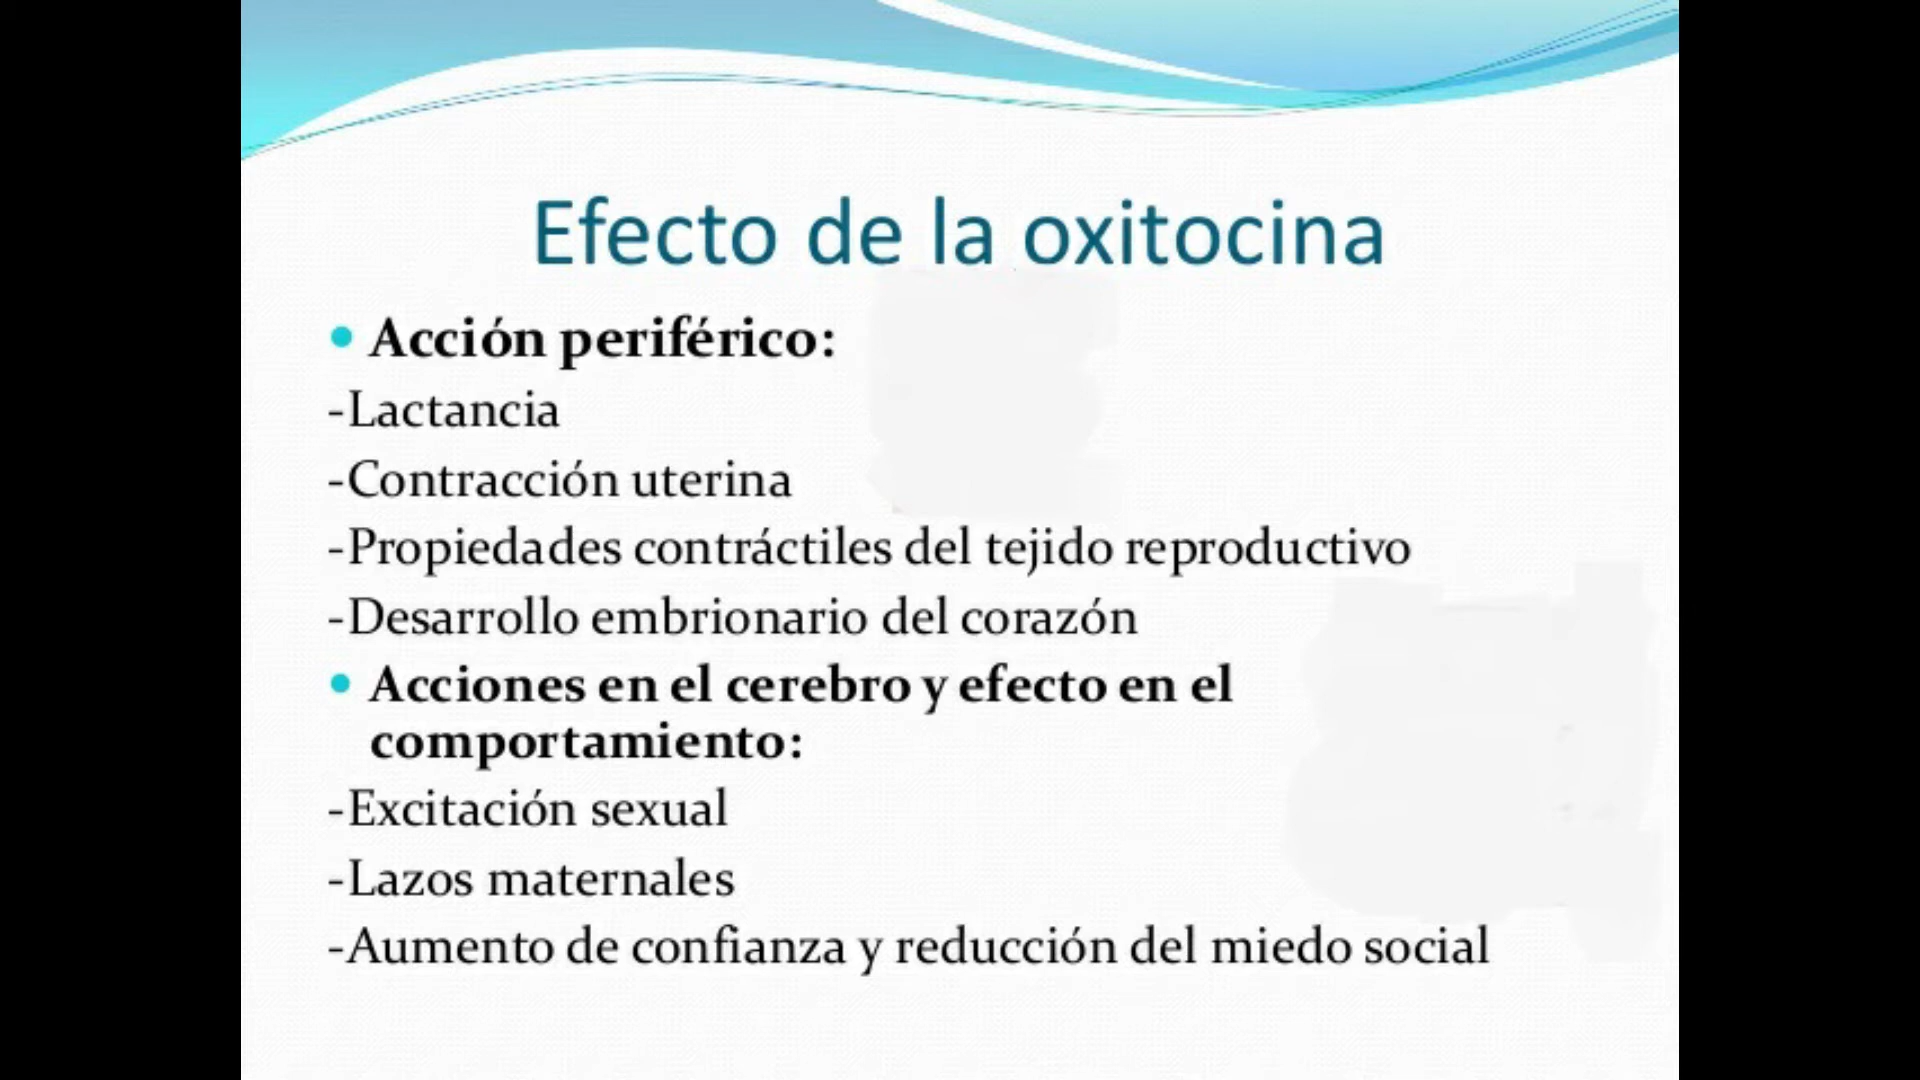 Efecto de la oxitocina
• Acción periférico:
-Lactancia
-Contracción uterina
-Propiedades contráctiles del tejido reproductivo
-Desarrollo embrionario del corazón
• Acciones en el cerebro y efecto en el
comportamiento:
-Excitación sexual
-Lazos maternales
-Aumento de confianza y reducción del miedo social